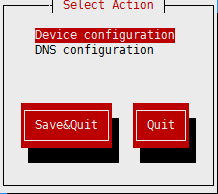 Select Action
Device configuration
DNS configuration
Save&Quit
Quit